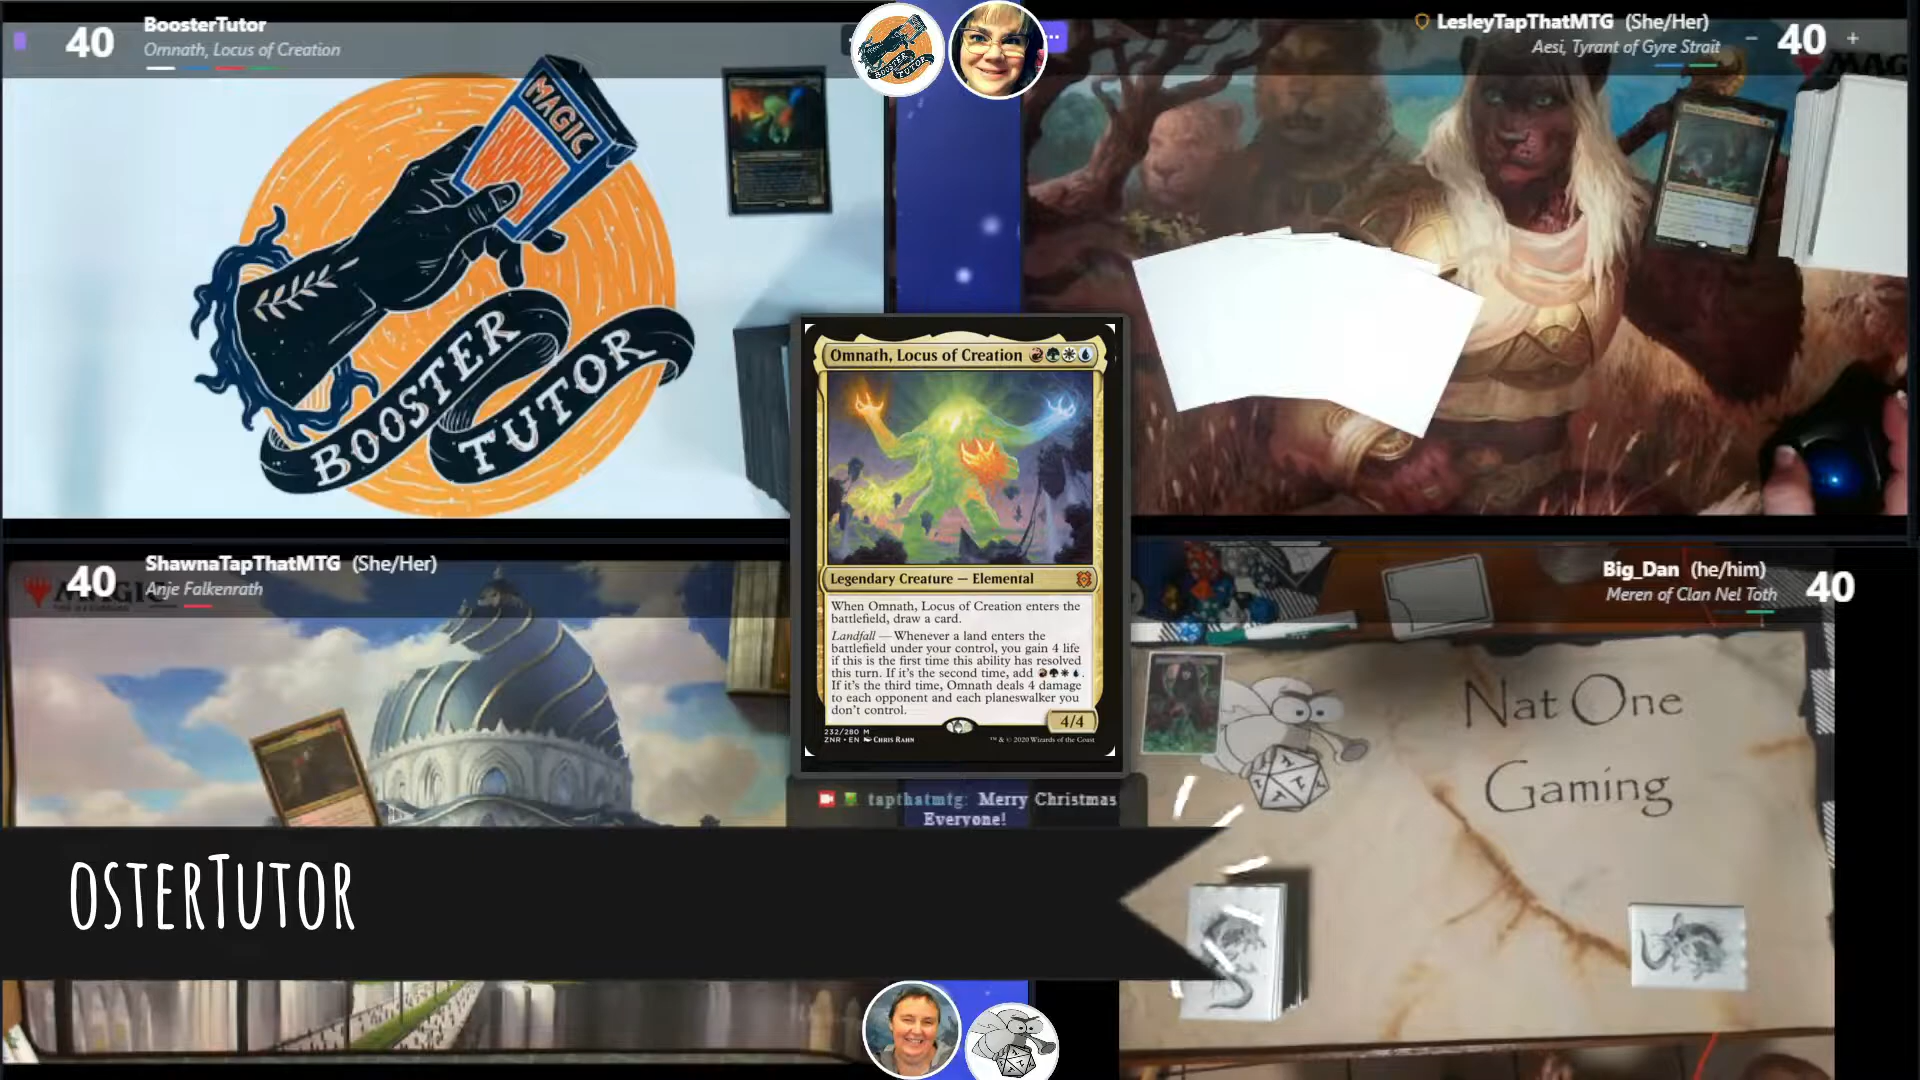 40
BoosterTutor
Omnath, Locus of Creation
LesleyTapThatMTG (She/Her)
Aesi, Tyrant of Gyre Strait
− 40 +
MAGIC
BOOSTER
TUTOR
BOOSTER
TUTOR
Omnath, Locus of Creation
Legendary Creature — Elemental
When Omnath, Locus of Creation enters the
battlefield, draw a card.
Landfall — Whenever a land enters the
battlefield under your control, you gain 4 life
if this is the first time this ability has resolved
this turn. If it's the second time, add .
If it's the third time, Omnath deals 4 damage
to each opponent and each planeswalker you
don't control.
4/4
232/280 M
ZNR • EN Chris Rahn
™ & © 2020 Wizards of the Coast
40
ShawnaTapThatMTG (She/Her)
Anje Falkenrath
Big_Dan (he/him)
Meren of Clan Nel Toth
40
Nat One
Gaming
tapthatmtg: Merry Christmas
Everyone!
OSTERTUTOR